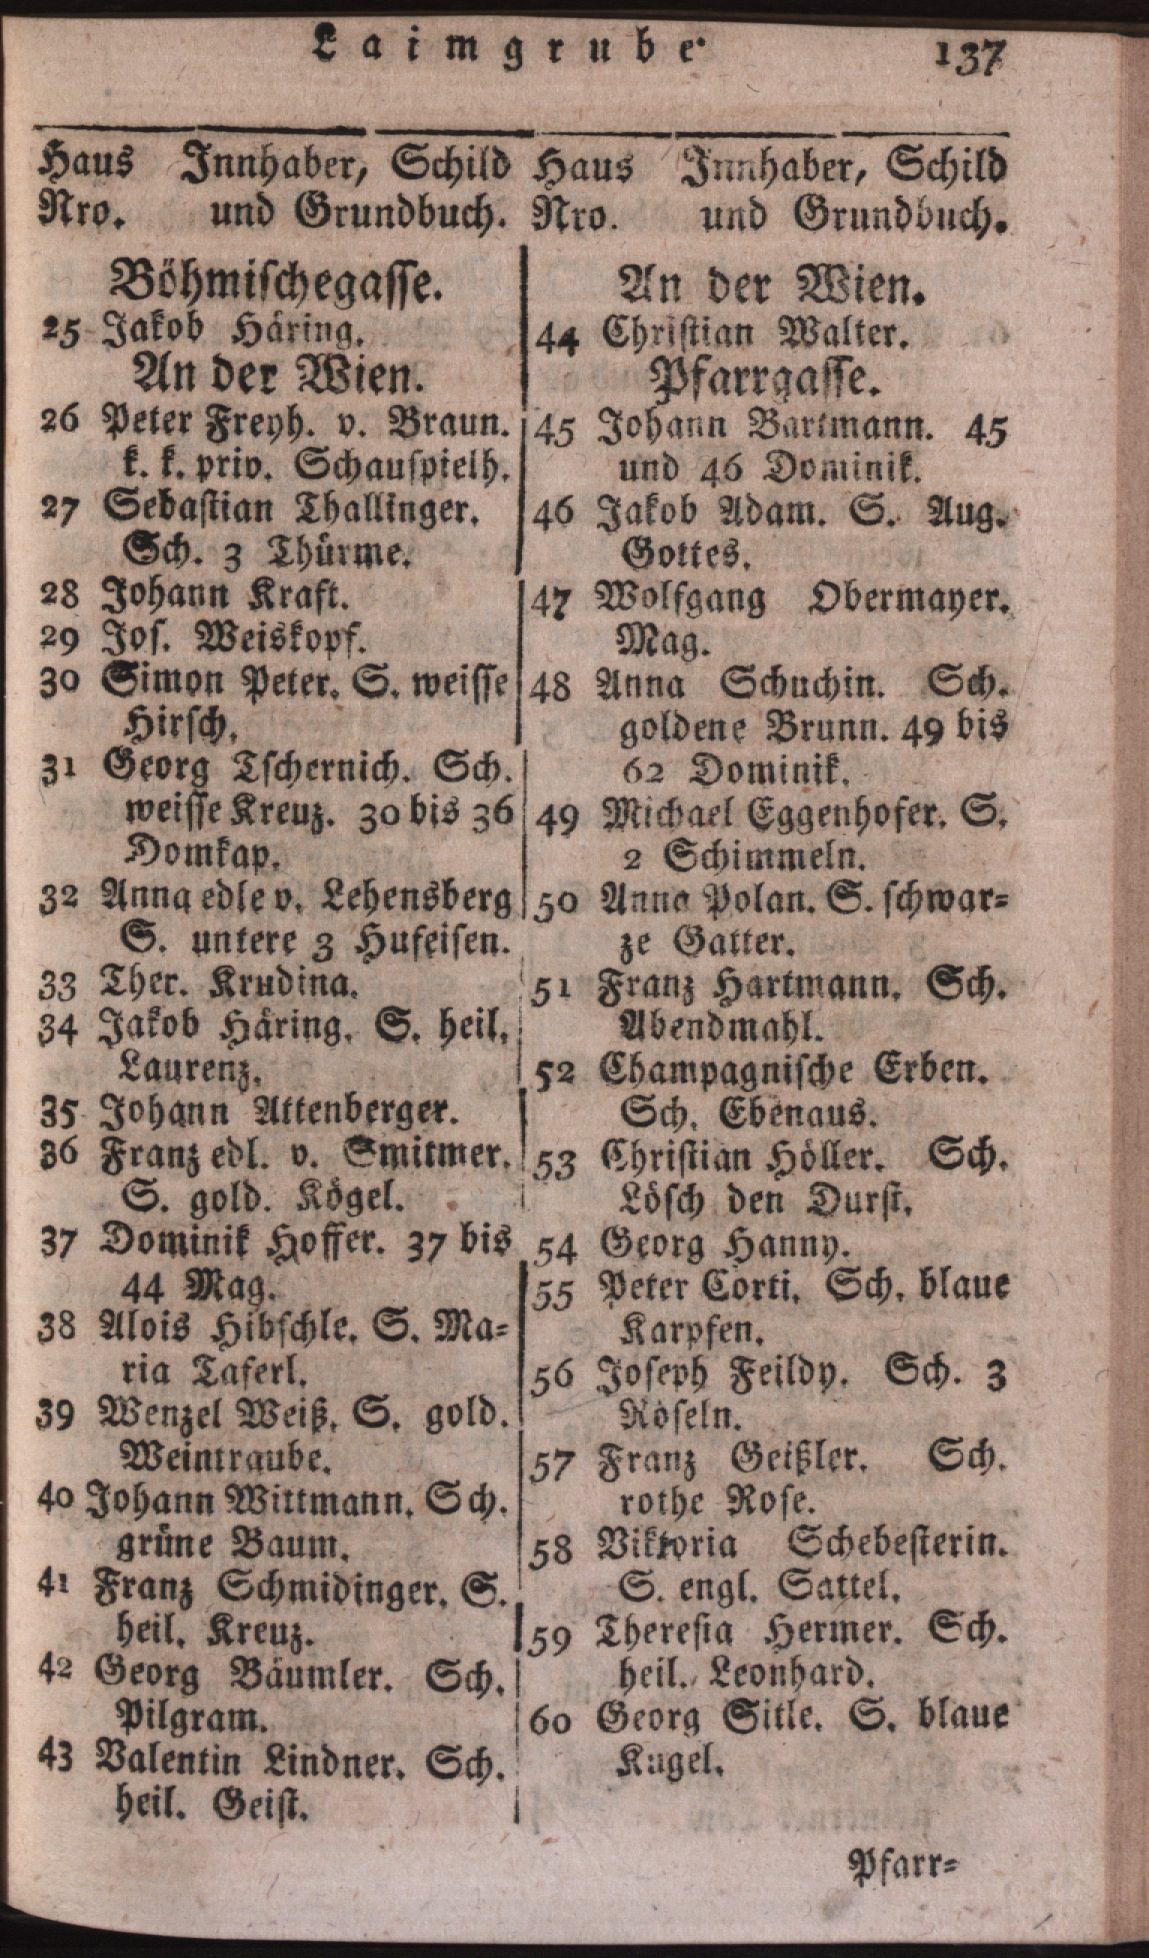 Laimgrube
137
Haus Innhaber, Schild
Nro. und Grundbuch.
Böhmischegasse.
25 Jakob Häring.
An der Wien.
26 Peter Freyh. v. Braun.
k. k. priv. Schauspielh.
27 Sebastian Thallinger.
Sch. 3 Thürme.
28 Johann Kraft.
29 Jos. Weiskopf.
30 Simon Peter. S. weisse
Hirsch.
31 Georg Tschernich. Sch.
weisse Kreuz. 30 bis 36
Domkap.
32 Anna edle v. Lehensberg
S. untere 3 Hufeisen.
33 Ther. Krudina.
34 Jakob Häring. S. heil.
Laurenz.
35 Johann Attenberger.
36 Franz edl. v. Smitmer.
S. gold. Kögel.
37 Dominik Hoffer. 37 bis
44 Mag.
38 Alois Hibschle. S. Ma-
ria Taferl.
39 Wenzel Weiß. S. gold.
Weintraube.
40 Johann Wittmann. Sch.
grüne Baum.
41 Franz Schmidinger. S.
heil. Kreuz.
42 Georg Bäumler. Sch.
Pilgram.
43 Valentin Lindner. Sch.
heil. Geist.
Haus Innhaber, Schild
Nro. und Grundbuch.
An der Wien.
44 Christian Walter.
Pfarrgasse.
45 Johann Bartmann. 45
und 46 Dominik.
46 Jakob Adam. S. Aug.
Gottes.
47 Wolfgang Obermayer.
Mag.
48 Anna Schuchin. Sch.
goldene Brunn. 49 bis
62 Dominik.
49 Michael Eggenhofer. S.
2 Schimmeln.
50 Anna Polan. S. schwar-
ze Gatter.
51 Franz Hartmann. Sch.
Abendmahl.
52 Champagnische Erben.
Sch. Ebenaus.
53 Christian Höller. Sch.
Lösch den Durst.
54 Georg Hanny.
55 Peter Corti. Sch. blaue
Karpfen.
56 Joseph Feildy. Sch. 3
Röseln.
57 Franz Geißler. Sch.
rothe Rose.
58 Viktoria Schebesterin.
S. engl. Sattel.
59 Theresia Hermer. Sch.
heil. Leonhard.
60 Georg Sitle. S. blaue
Kugel.
Pfarr-